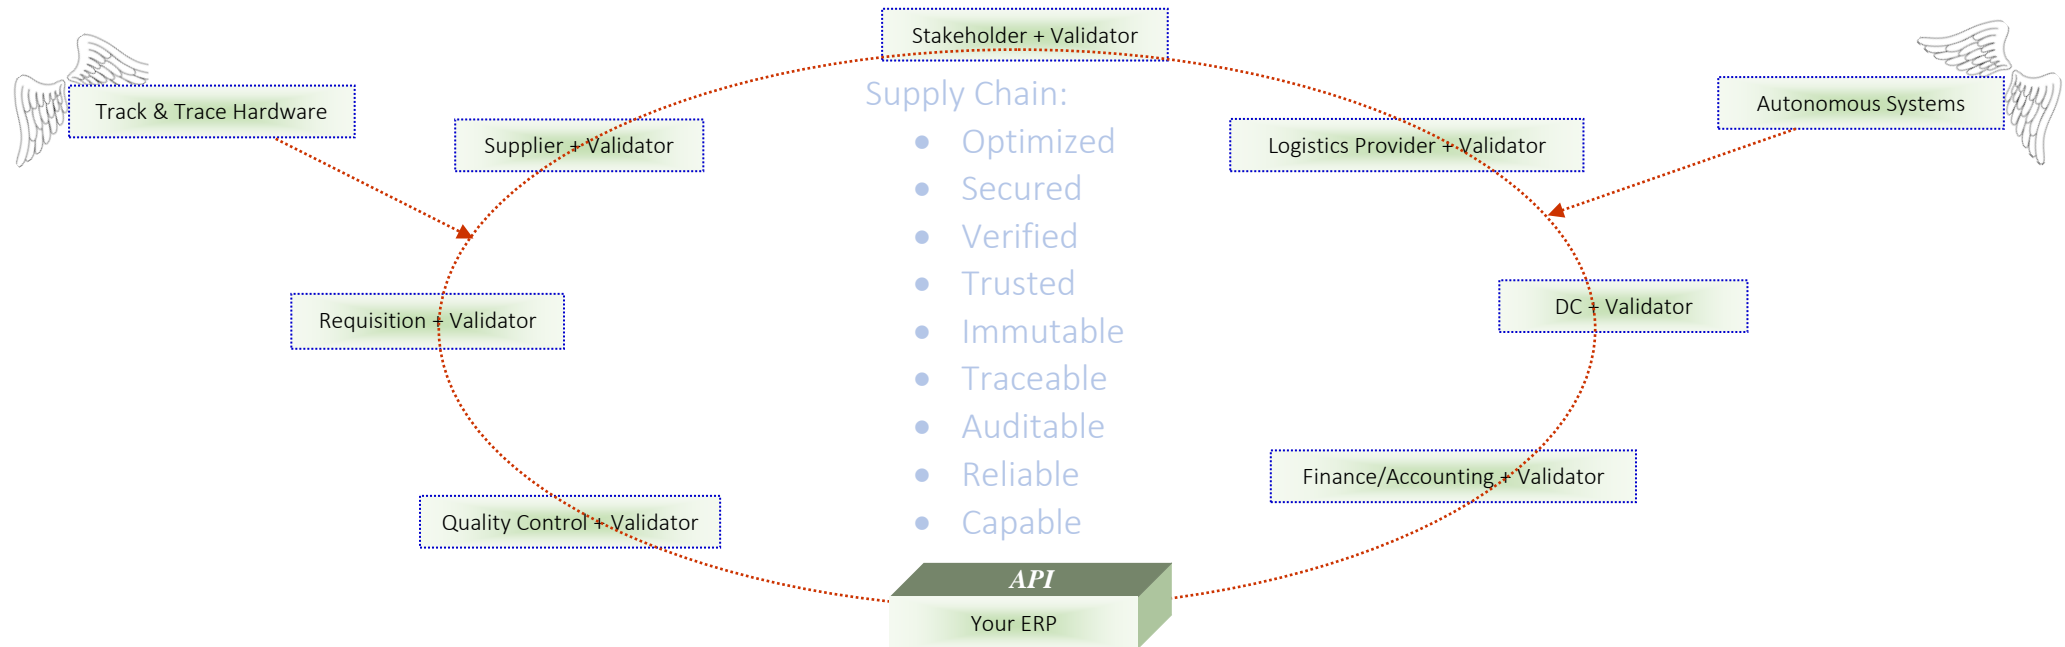 Stakeholder + Validator
Track & Trace Hardware
Autonomous Systems
Supplier + Validator
Logistics Provider + Validator
Supply Chain:
• Optimized
• Secured
• Verified
• Trusted
• Immutable
• Traceable
• Auditable
• Reliable
• Capable
Requisition + Validator
DC + Validator
Quality Control + Validator
Finance/Accounting + Validator
API
Your ERP